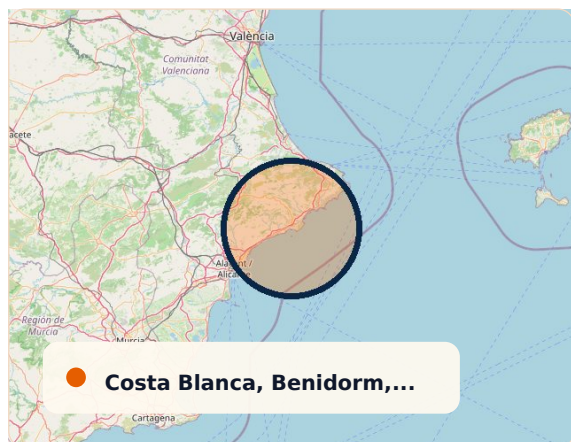 València
Comunitat
Valenciana
acete
Alacant /
Alicante
Región de
Murcia
Murcia
Costa Blanca, Benidorm,...
Cartagena